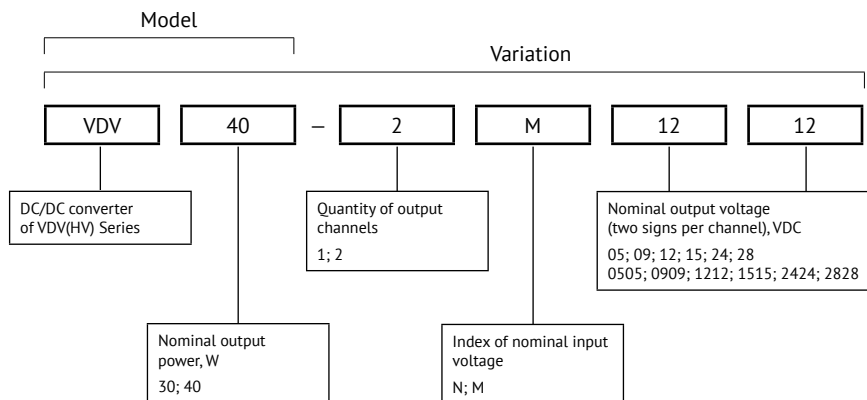 Model
Variation
VDV 40 – 2 M 12 12
DC/DC converter
of VDV(HV) Series
Quantity of output
channels
1; 2
Nominal output voltage
(two signs per channel), VDC
05; 09; 12; 15; 24; 28
0505; 0909; 1212; 1515; 2424; 2828
Nominal output
power, W
30; 40
Index of nominal input
voltage
N; M